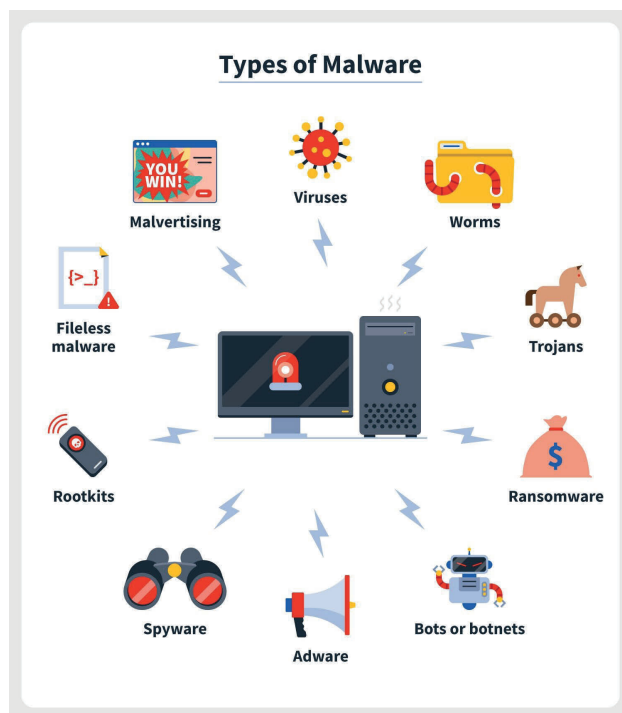 Types of Malware
YOU
WIN!
Malvertising
Viruses
Worms
{>_}
!
Fileless
malware
Trojans
Rootkits
$
Ransomware
Spyware
Adware
Bots or botnets